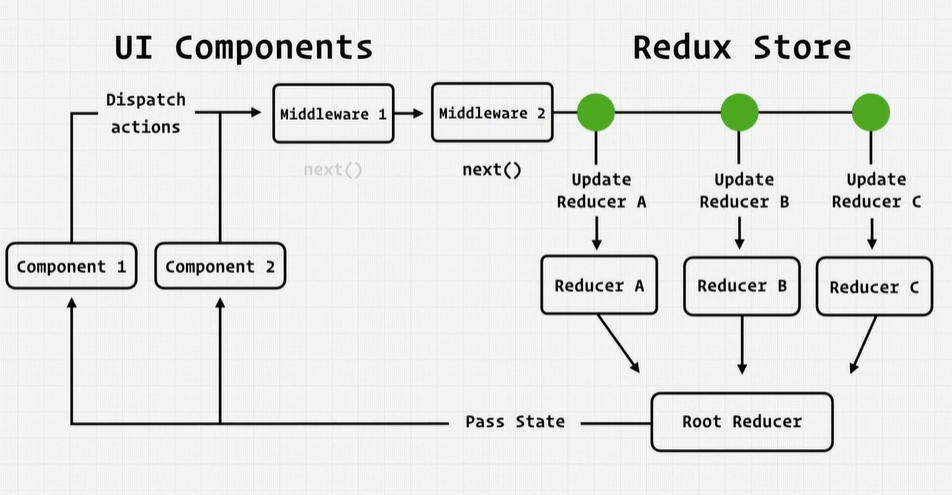 UI Components
Redux Store
Dispatch
actions
Middleware 1
Middleware 2
next()
next()
Update
Reducer A
Update
Reducer B
Update
Reducer C
Component 1
Component 2
Reducer A
Reducer B
Reducer C
Pass State
Root Reducer